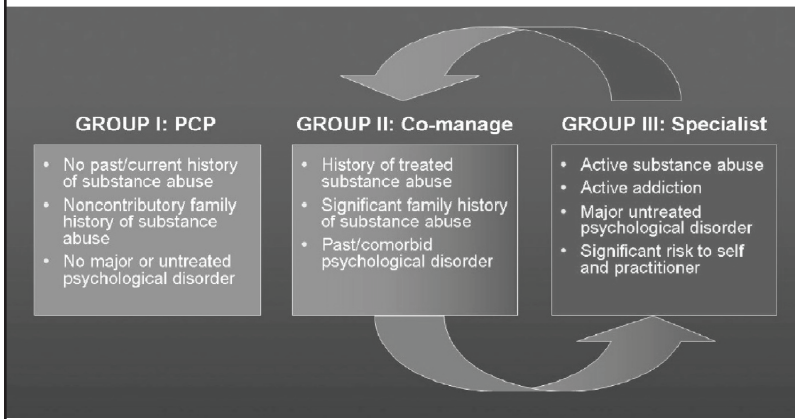 GROUP I: PCP
• No past/current history
of substance abuse
• Noncontributory family
history of substance
abuse
• No major or untreated
psychological disorder
GROUP II: Co-manage
• History of treated
substance abuse
• Significant family history
of substance abuse
• Past/comorbid
psychological disorder
GROUP III: Specialist
• Active substance abuse
• Active addiction
• Major untreated
psychological disorder
• Significant risk to self
and practitioner